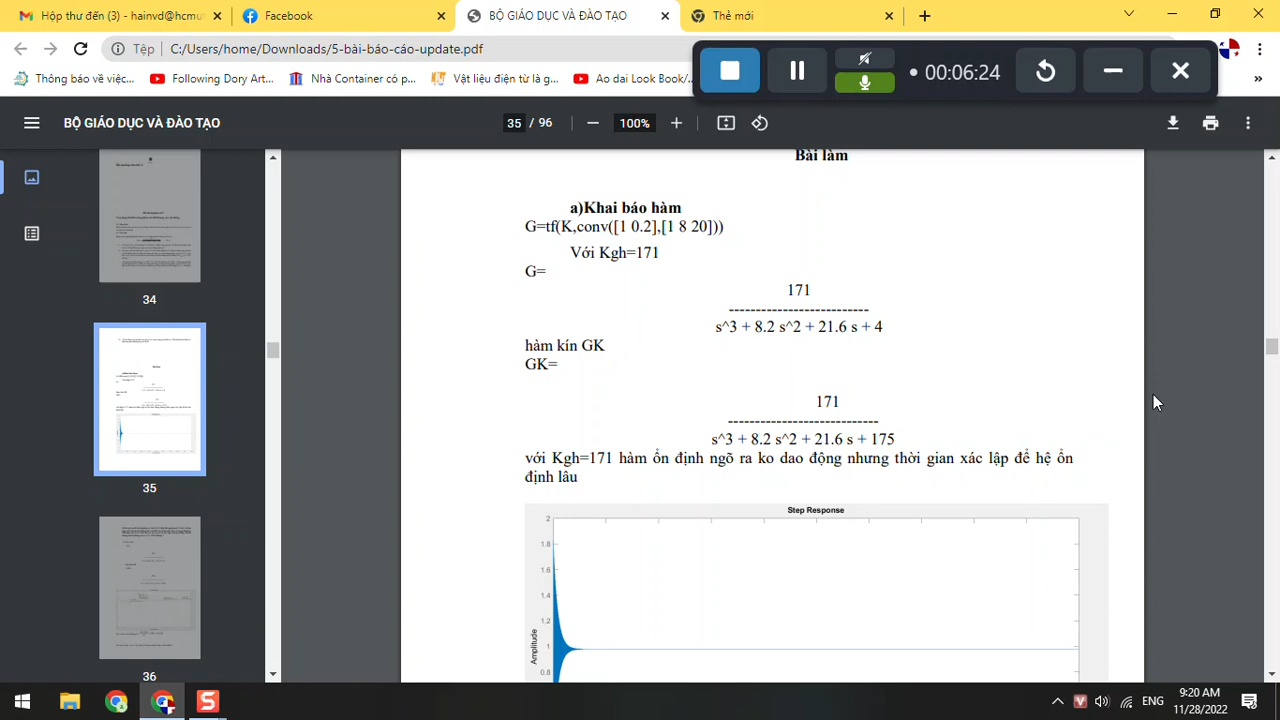 Hộp thư đến (3) - hainvd@hcmu
Facebook
BỘ GIÁO DỤC VÀ ĐÀO TẠO
Thẻ mới
Tệp
C:/Users/home/Downloads/5-bài-báo-cáo-update.pdf
00:06:24
Thông báo về việc...
Following Dory Art...
Nhà Container có p...
Vật liệu điện từ là g...
Ao dai Look Book/
»
BỘ GIÁO DỤC VÀ ĐÀO TẠO
35 / 96
100%
34
35
36
Bài làm
a)Khai báo hàm
G=tf(K,conv([1 0.2],[1 8 20]))
Với Kgh=171
G=
171
--------------------------
s^3 + 8.2 s^2 + 21.6 s + 4
hàm kín GK
GK=
171
----------------------------
s^3 + 8.2 s^2 + 21.6 s + 175
với Kgh=171 hàm ổn định ngõ ra ko dao động nhưng thời gian xác lập để hệ ổn
định lâu
Step Response
2
1.8
1.6
1.4
1.2
1
0.8
Amplitude
ENG
9:20 AM
11/28/2022